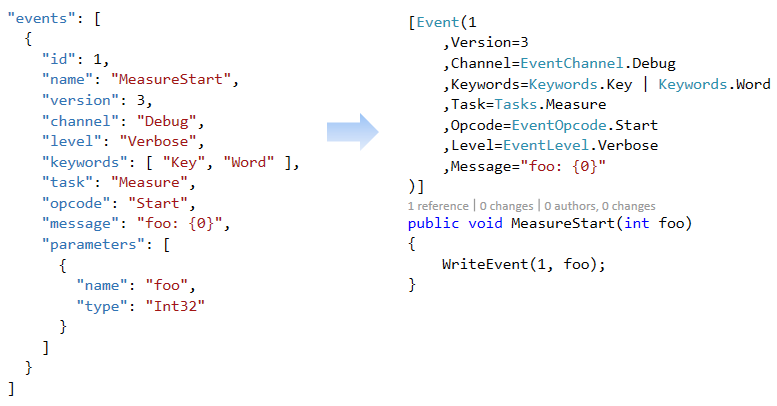 "events": [
  {
    "id": 1,
    "name": "MeasureStart",
    "version": 3,
    "channel": "Debug",
    "level": "Verbose",
    "keywords": [ "Key", "Word" ],
    "task": "Measure",
    "opcode": "Start",
    "message": "foo: {0}",
    "parameters": [
      {
        "name": "foo",
        "type": "Int32"
      }
    ]
  }
]
[Event(1
    ,Version=3
    ,Channel=EventChannel.Debug
    ,Keywords=Keywords.Key | Keywords.Word
    ,Task=Tasks.Measure
    ,Opcode=EventOpcode.Start
    ,Level=EventLevel.Verbose
    ,Message="foo: {0}"
)]
1 reference | 0 changes | 0 authors, 0 changes
public void MeasureStart(int foo)
{
    WriteEvent(1, foo);
}